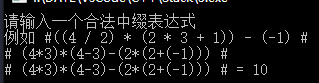 请输入一个合法中缀表达式
例如 #((4 / 2) * (2 * 3 + 1)) - (-1) #
# (4*3)*(4-3)-(2*(2+(-1))) #
# (4*3)*(4-3)-(2*(2+(-1))) # = 10